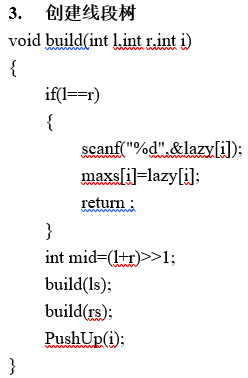 3. 创建线段树
void build(int l,int r,int i)
{
if(l==r)
{
scanf("%d",&lazy[i]);
maxs[i]=lazy[i];
return ;
}
int mid=(l+r)>>1;
build(ls);
build(rs);
PushUp(i);
}